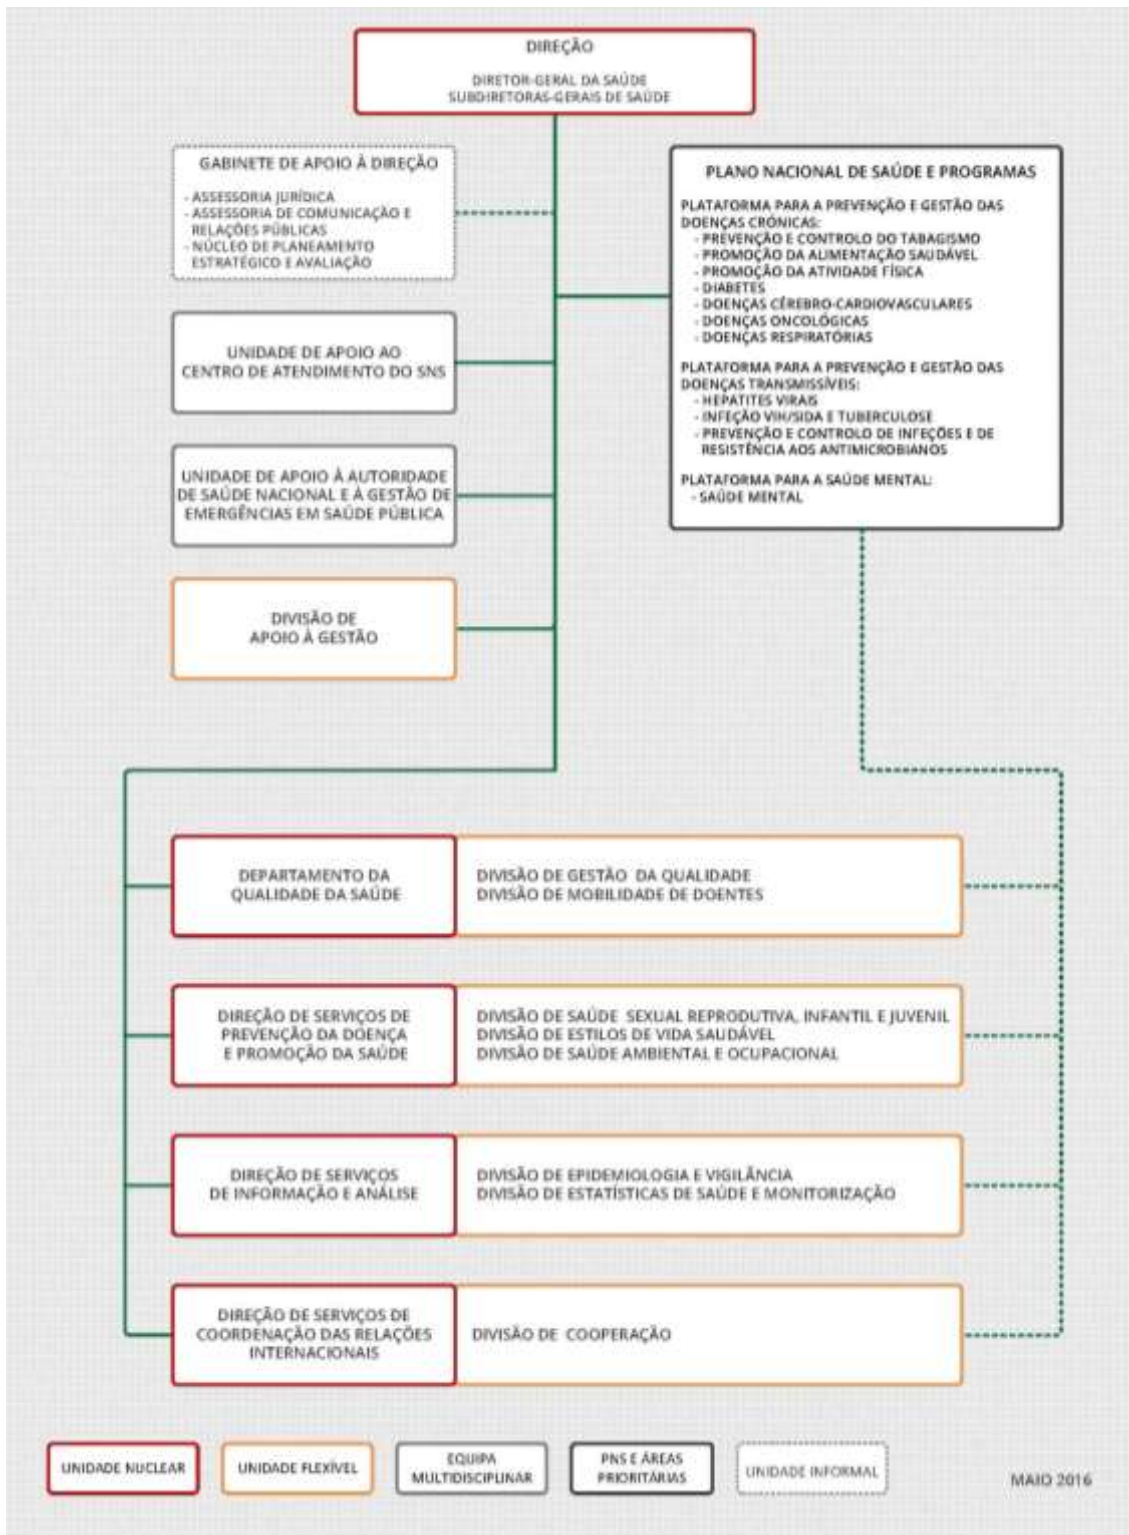 DIREÇÃO
DIRETOR-GERAL DA SAÚDE
SUBDIRETORAS-GERAIS DE SAÚDE
GABINETE DE APOIO À DIREÇÃO
- ASSESSORIA JURÍDICA
- ASSESSORIA DE COMUNICAÇÃO E
RELAÇÕES PÚBLICAS
- NÚCLEO DE PLANEAMENTO
ESTRATÉGICO E AVALIAÇÃO
UNIDADE DE APOIO AO
CENTRO DE ATENDIMENTO DO SNS
UNIDADE DE APOIO À AUTORIDADE
DE SAÚDE NACIONAL E À GESTÃO DE
EMERGÊNCIAS EM SAÚDE PÚBLICA
DIVISÃO DE
APOIO À GESTÃO
PLANO NACIONAL DE SAÚDE E PROGRAMAS
PLATAFORMA PARA A PREVENÇÃO E GESTÃO DAS
DOENÇAS CRÓNICAS:
- PREVENÇÃO E CONTROLO DO TABAGISMO
- PROMOÇÃO DA ALIMENTAÇÃO SAUDÁVEL
- PROMOÇÃO DA ATIVIDADE FÍSICA
- DIABETES
- DOENÇAS CÉREBRO-CARDIOVASCULARES
- DOENÇAS ONCOLÓGICAS
- DOENÇAS RESPIRATÓRIAS
PLATAFORMA PARA A PREVENÇÃO E GESTÃO DAS
DOENÇAS TRANSMISSÍVEIS:
- HEPATITES VIRAIS
- INFEÇÃO VIH/SIDA E TUBERCULOSE
- PREVENÇÃO E CONTROLO DE INFEÇÕES E DE
RESISTÊNCIA AOS ANTIMICROBIANOS
PLATAFORMA PARA A SAÚDE MENTAL:
- SAÚDE MENTAL
DEPARTAMENTO DA
QUALIDADE DA SAÚDE
DIVISÃO DE GESTÃO DA QUALIDADE
DIVISÃO DE MOBILIDADE DE DOENTES
DIREÇÃO DE SERVIÇOS DE
PREVENÇÃO DA DOENÇA
E PROMOÇÃO DA SAÚDE
DIVISÃO DE SAÚDE SEXUAL REPRODUTIVA, INFANTIL E JUVENIL
DIVISÃO DE ESTILOS DE VIDA SAUDÁVEL
DIVISÃO DE SAÚDE AMBIENTAL E OCUPACIONAL
DIREÇÃO DE SERVIÇOS
DE INFORMAÇÃO E ANÁLISE
DIVISÃO DE EPIDEMIOLOGIA E VIGILÂNCIA
DIVISÃO DE ESTATÍSTICAS DE SAÚDE E MONITORIZAÇÃO
DIREÇÃO DE SERVIÇOS DE
COORDENAÇÃO DAS RELAÇÕES
INTERNACIONAIS
DIVISÃO DE COOPERAÇÃO
UNIDADE NUCLEAR
UNIDADE FLEXÍVEL
EQUIPA
MULTIDISCIPLINAR
PNS E ÁREAS
PRIORITÁRIAS
UNIDADE INFORMAL
MAIO 2016